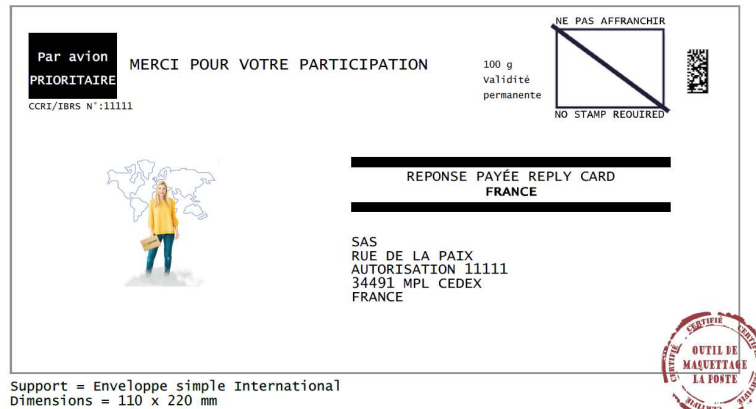 NE PAS AFFRANCHIR
Par avion
PRIORITAIRE
MERCI POUR VOTRE PARTICIPATION
100 g
Validité
permanente
CCRI/IBRS N°:11111
NO STAMP REQUIRED
REPONSE PAYÉE REPLY CARD
FRANCE
SAS
RUE DE LA PAIX
AUTORISATION 11111
34491 MPL CEDEX
FRANCE
CERTIFIÉ
CERTIFIÉ
OUTIL DE
MAQUETTAGE
LA POSTE
Support = Enveloppe simple International
Dimensions = 110 x 220 mm